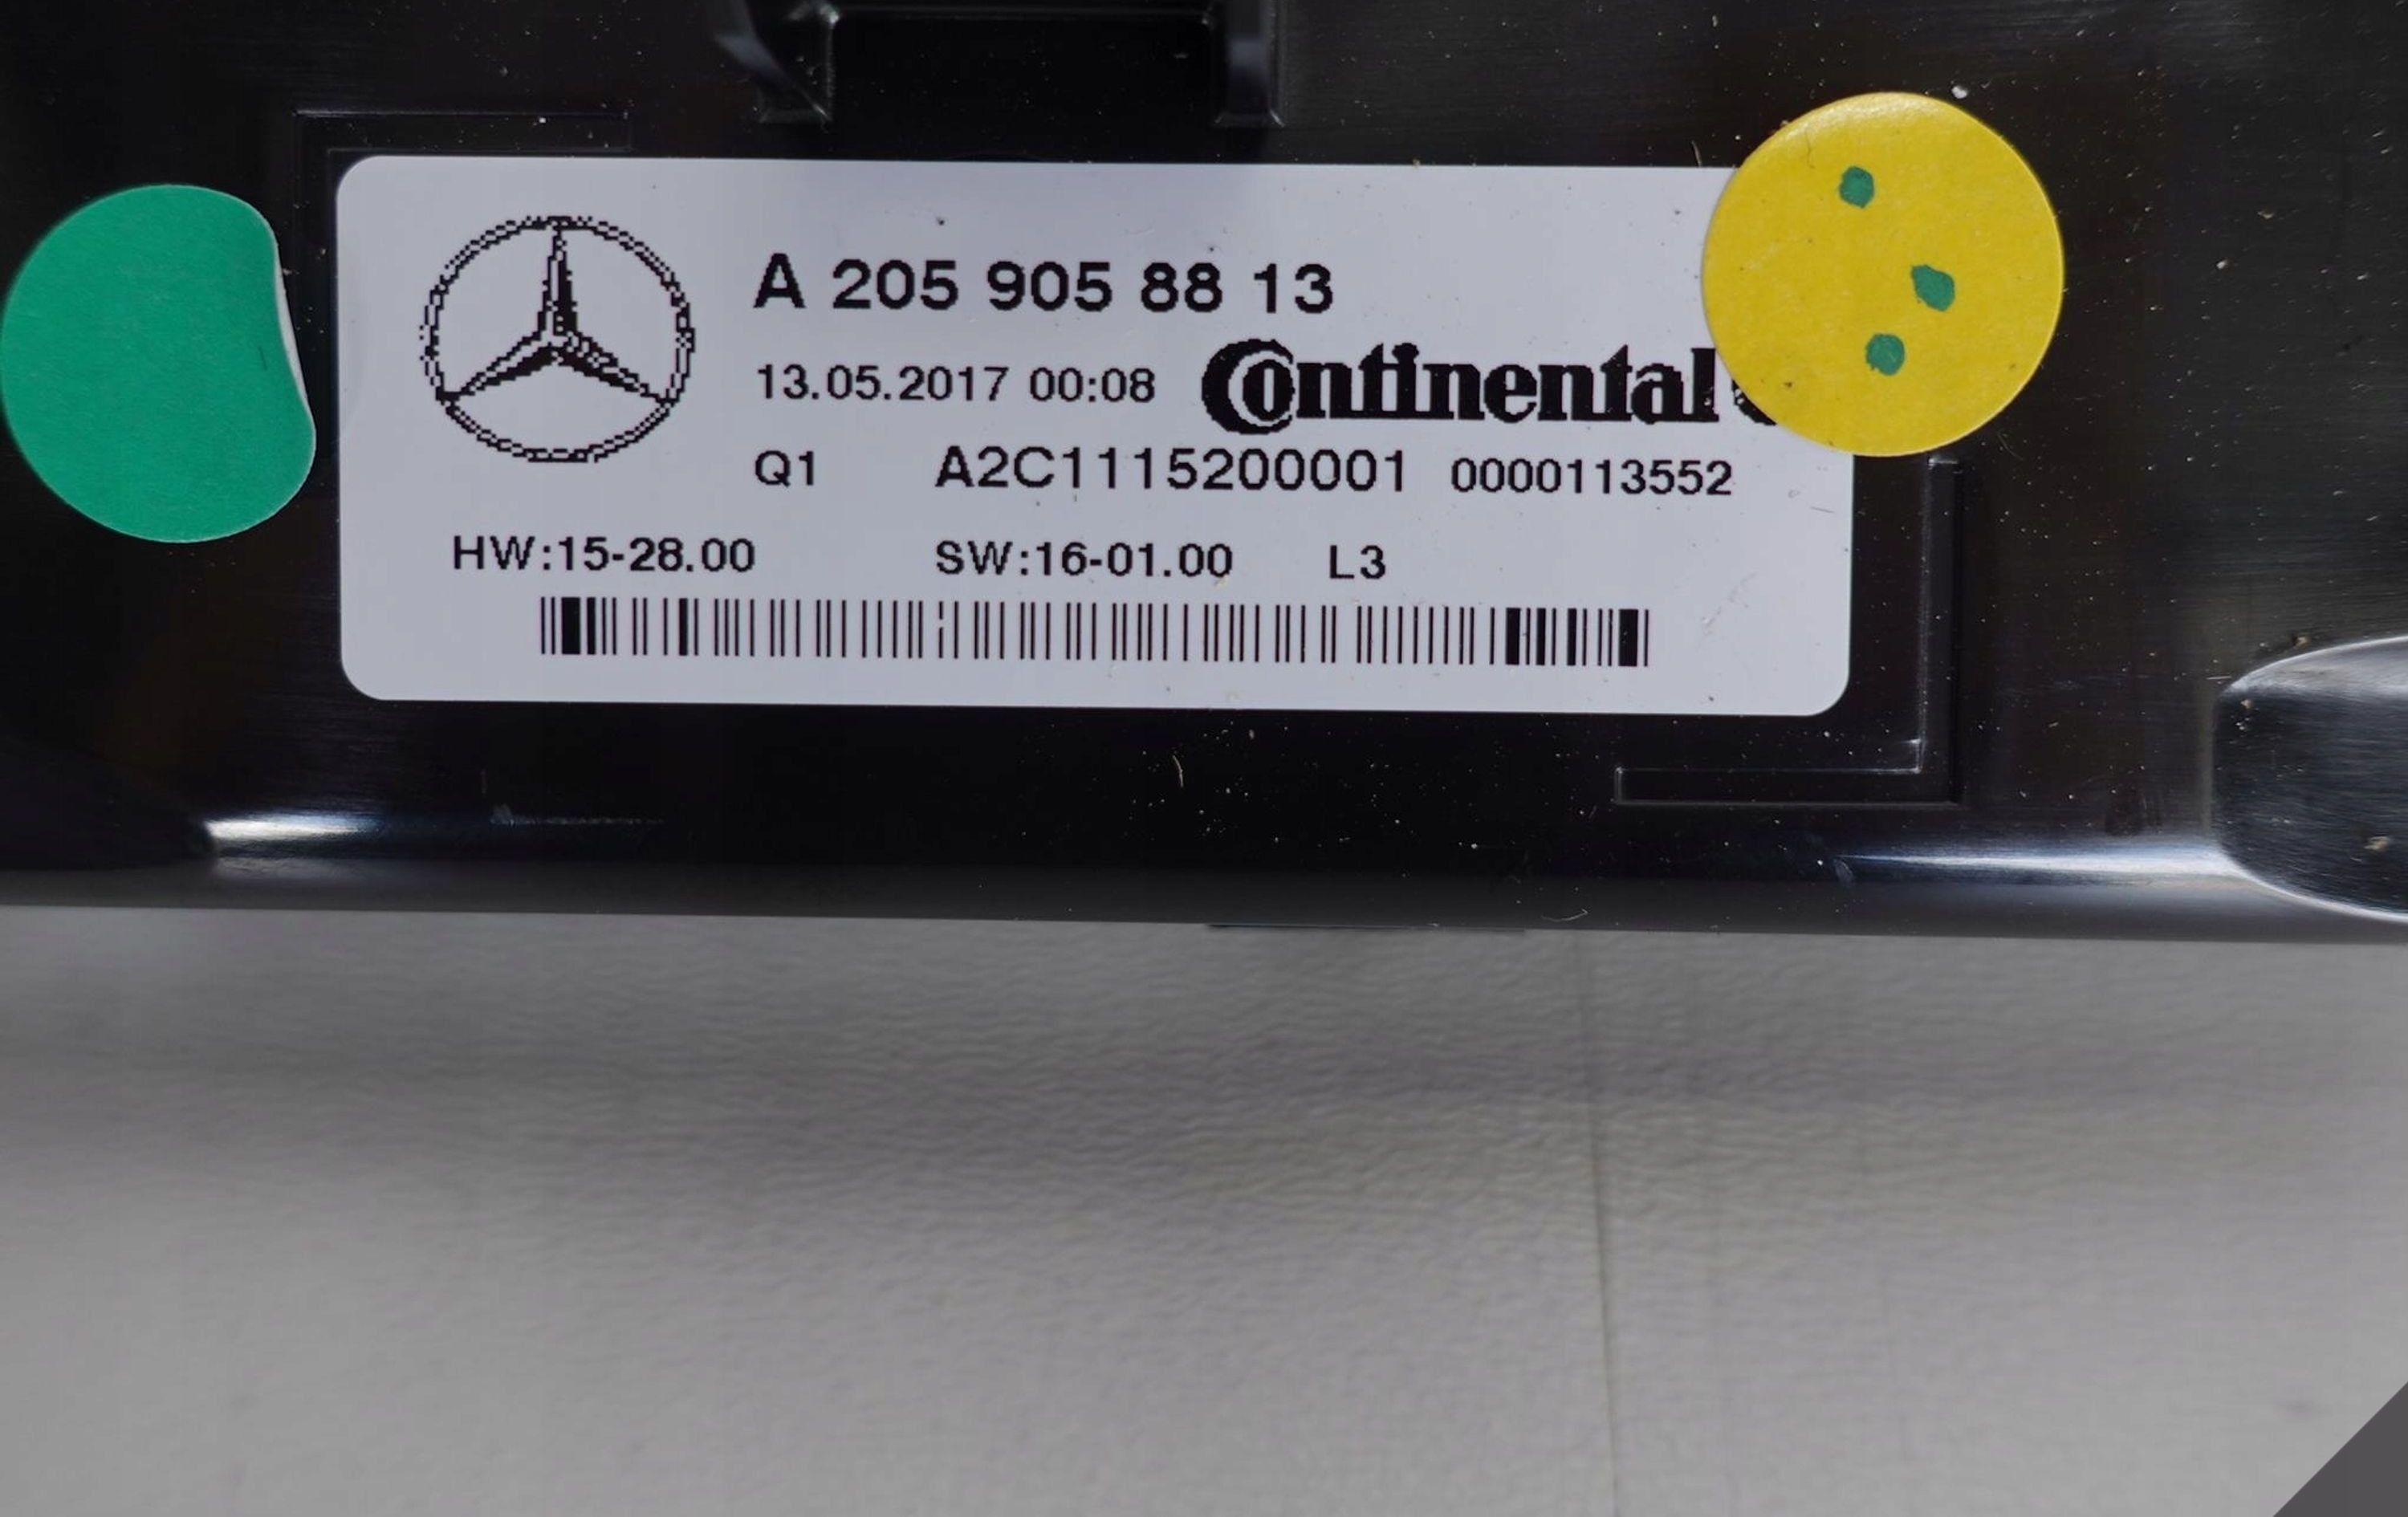 A 205 905 88 13
13.05.2017 00:08 Continental
Q1 A2C1115200001 0000113552
HW:15-28.00 SW:16-01.00 L3